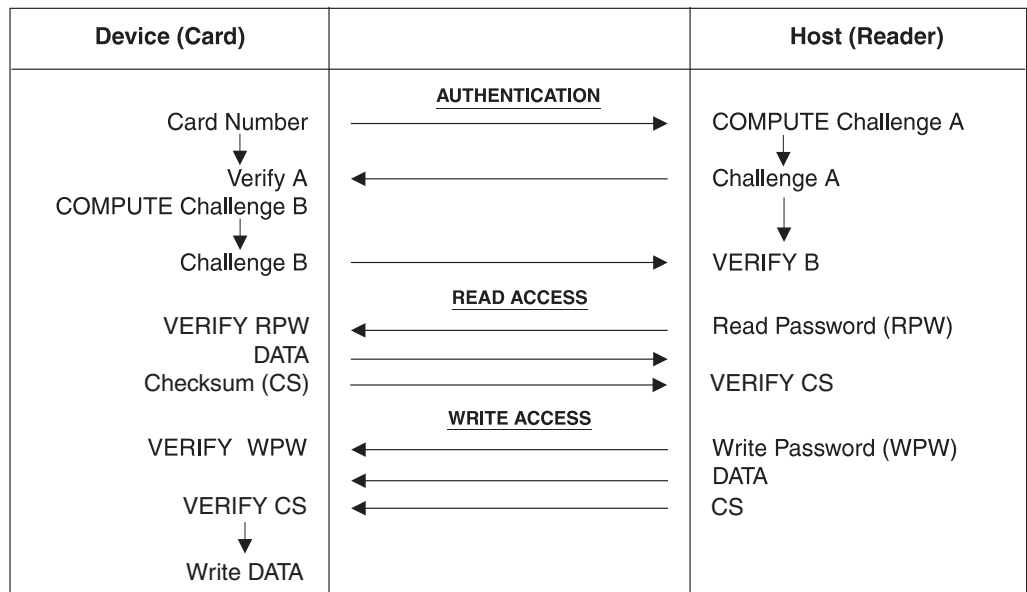 Device (Card) Host (Reader)
AUTHENTICATION
Card Number COMPUTE Challenge A
Verify A Challenge A
COMPUTE Challenge B
Challenge B VERIFY B
READ ACCESS
VERIFY RPW Read Password (RPW)
DATA
Checksum (CS) VERIFY CS
WRITE ACCESS
VERIFY WPW Write Password (WPW)
DATA
VERIFY CS CS
Write DATA